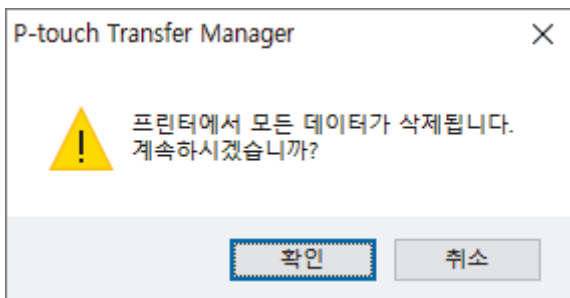 P-touch Transfer Manager
프린터에서 모든 데이터가 삭제됩니다.
계속하시겠습니까?
확인
취소